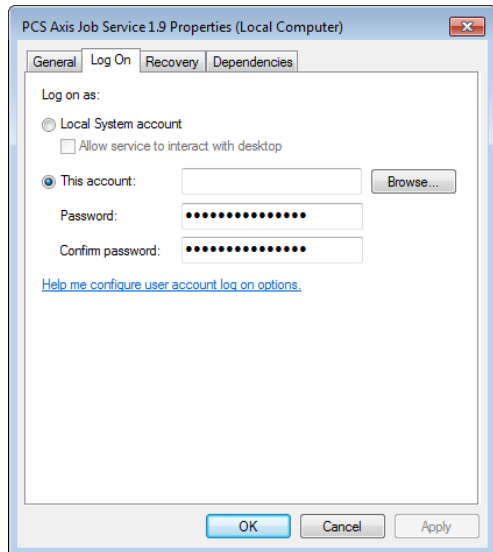 PCS Axis Job Service 1.9 Properties (Local Computer)
General Log On Recovery Dependencies
Log on as:
Local System account
Allow service to interact with desktop
This account: Browse...
Password: •••••••••••••••
Confirm password: •••••••••••••••
Help me configure user account log on options.
OK Cancel Apply